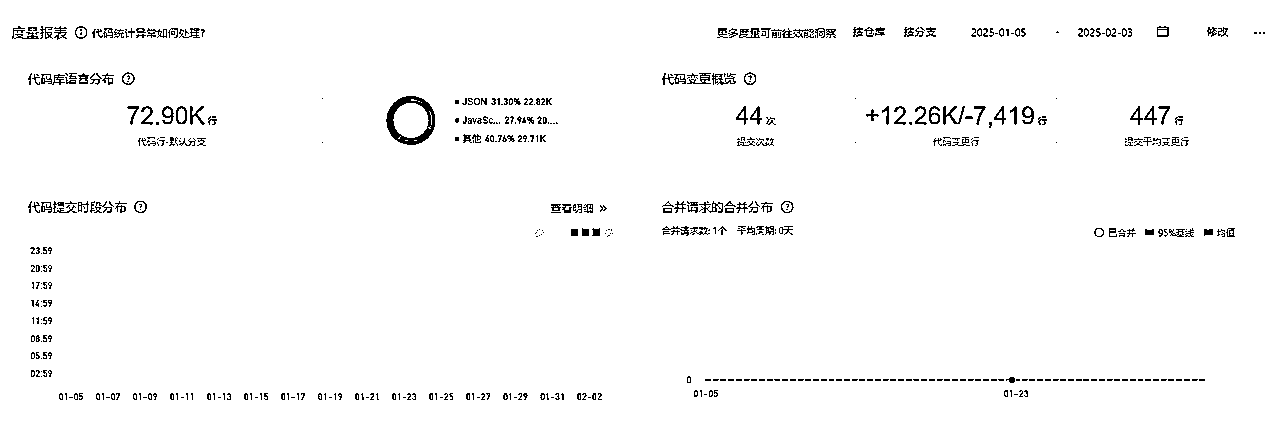 度量报表 代码统计异常如何处理?
更多度量可前往效能洞察 按仓库 按分支 2025-01-05 - 2025-02-03 修改 ...
代码库语言分布
72.90K行
代码行-默认分支
JSON 31.30% 22.82K
JavaSc... 27.94% 20....
其他 40.76% 29.71K
代码变更概览
44 次
提交次数
+12.26K/-7,419 行
代码变更行
447 行
提交平均变更行
代码提交时段分布
查看明细 »
23:59
20:59
17:59
14:59
11:59
08:59
05:59
02:59
01-05 01-07 01-09 01-11 01-13 01-15 01-17 01-19 01-21 01-23 01-25 01-27 01-29 01-31 02-02
合并请求的合并分布
合并请求数: 1个 平均周期: 0天
已合并 95%基线 均值
0
01-05 01-23